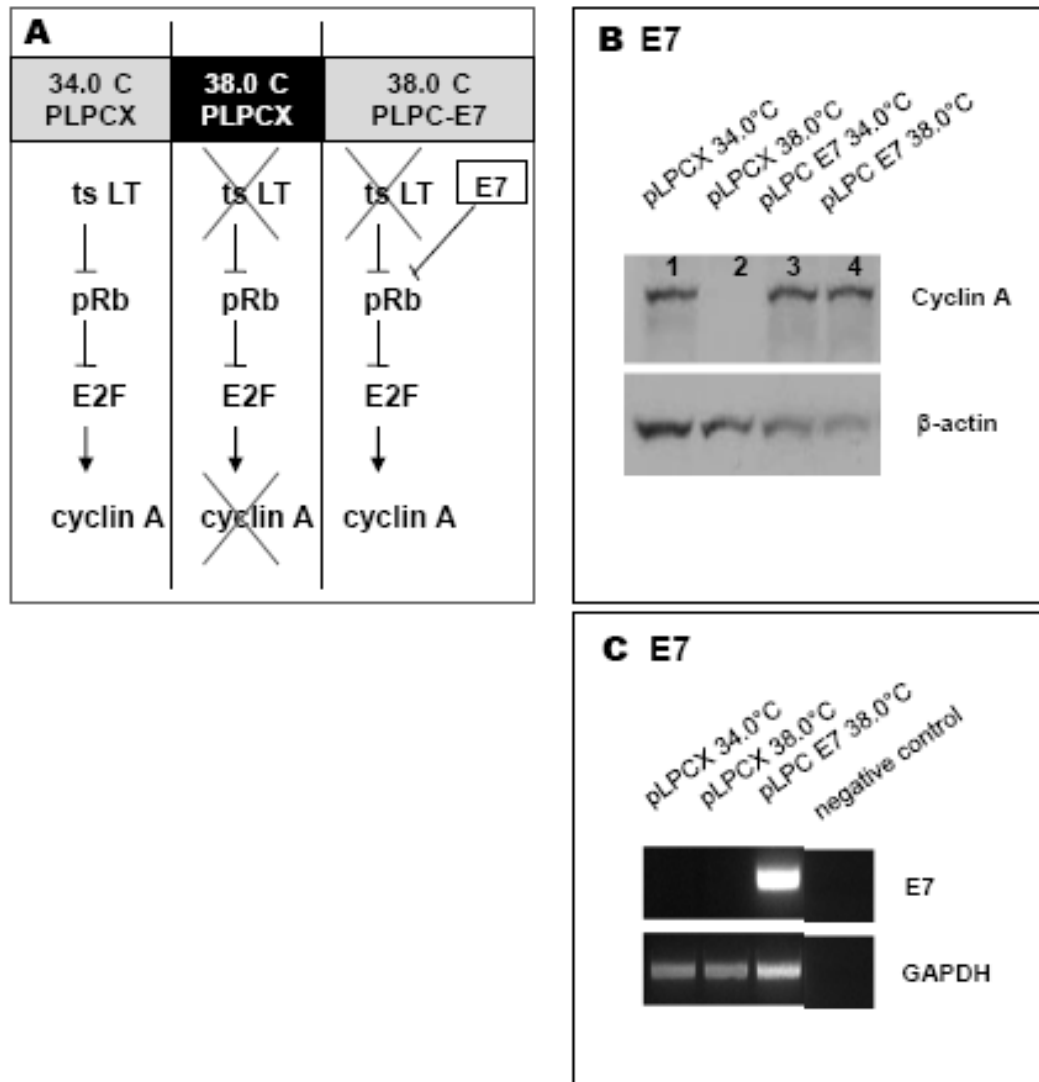 A
34.0 C
PLPCX
38.0 C
PLPCX
38.0 C
PLPC-E7
ts LT
pRb
E2F
cyclin A
ts LT
pRb
E2F
cyclin A
ts LT
E7
pRb
E2F
cyclin A
B E7
pLPCX 34.0°C
pLPCX 38.0°C
pLPC E7 34.0°C
pLPC E7 38.0°C
1 2 3 4
Cyclin A
β-actin
C E7
pLPCX 34.0°C
pLPCX 38.0°C
pLPC E7 38.0°C
negative control
E7
GAPDH